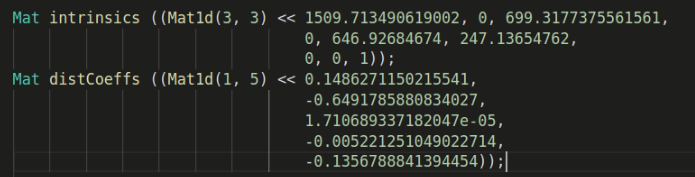 Mat intrinsics ((Mat1d(3, 3) << 1509.713490619002, 0, 699.3177375561561,
0, 646.92684674, 247.13654762,
0, 0, 1));
Mat distCoeffs ((Mat1d(1, 5) << 0.1486271150215541,
-0.6491785880834027,
1.710689337182047e-05,
-0.005221251049022714,
-0.1356788841394454));